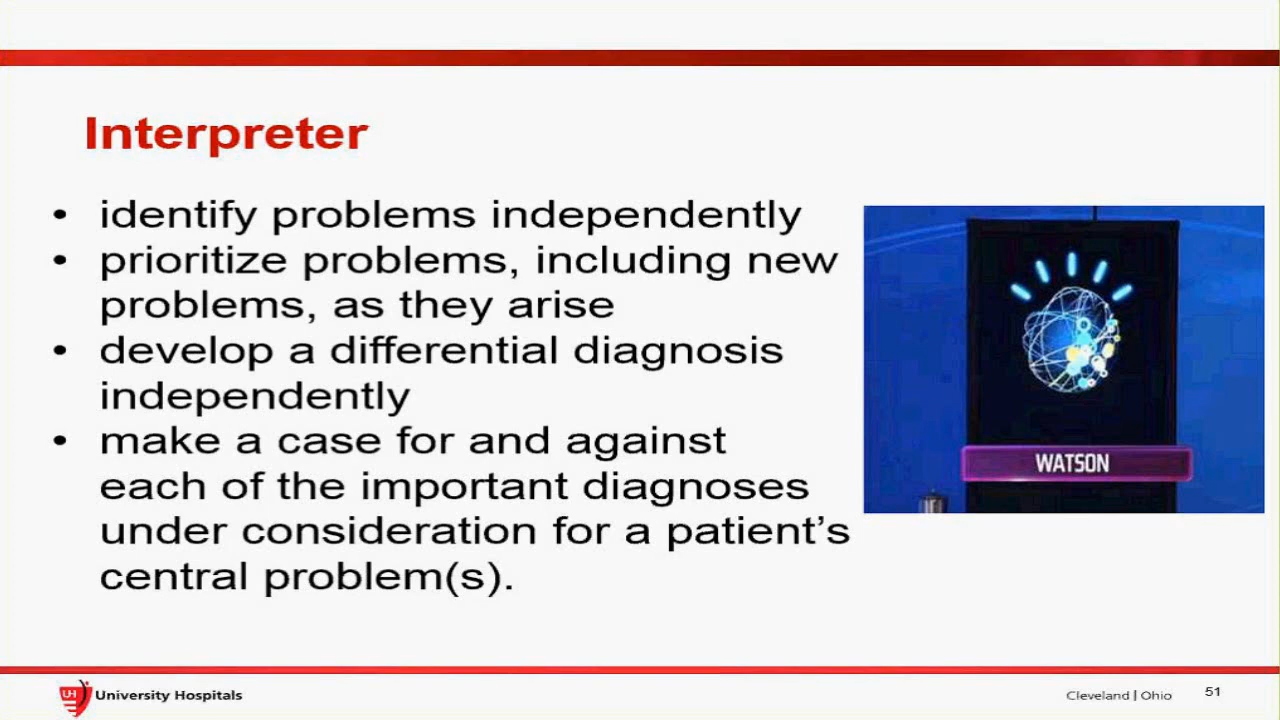 Interpreter
• identify problems independently
• prioritize problems, including new
problems, as they arise
• develop a differential diagnosis
independently
• make a case for and against
each of the important diagnoses
under consideration for a patient’s
central problem(s).
WATSON
UH University Hospitals
Cleveland | Ohio 51